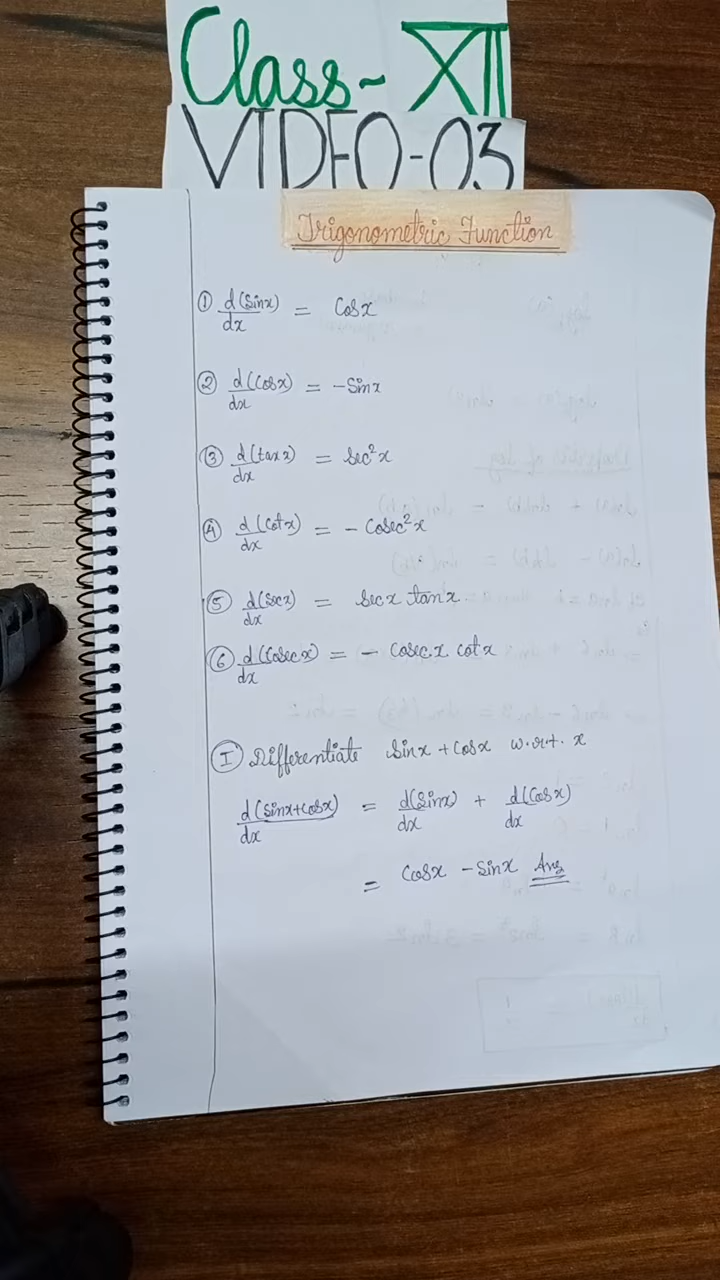 Class-XII
VIDEO-03
Trigonometric Function
① d(Sinx)/dx = Cosx
② d(Cosx)/dx = -Sinx
③ d(tanx)/dx = Sec²x
④ d(Cotx)/dx = - Cosec²x
⑤ d(Secx)/dx = Secx tanx
⑥ d(Cosecx)/dx = - Cosec.x. cotx
Ⓘ Differentiate Sinx + Cosx w.r.t. x
d(Sinx+Cosx)/dx = d(Sinx)/dx + d(Cosx)/dx
= Cosx - Sinx Ans